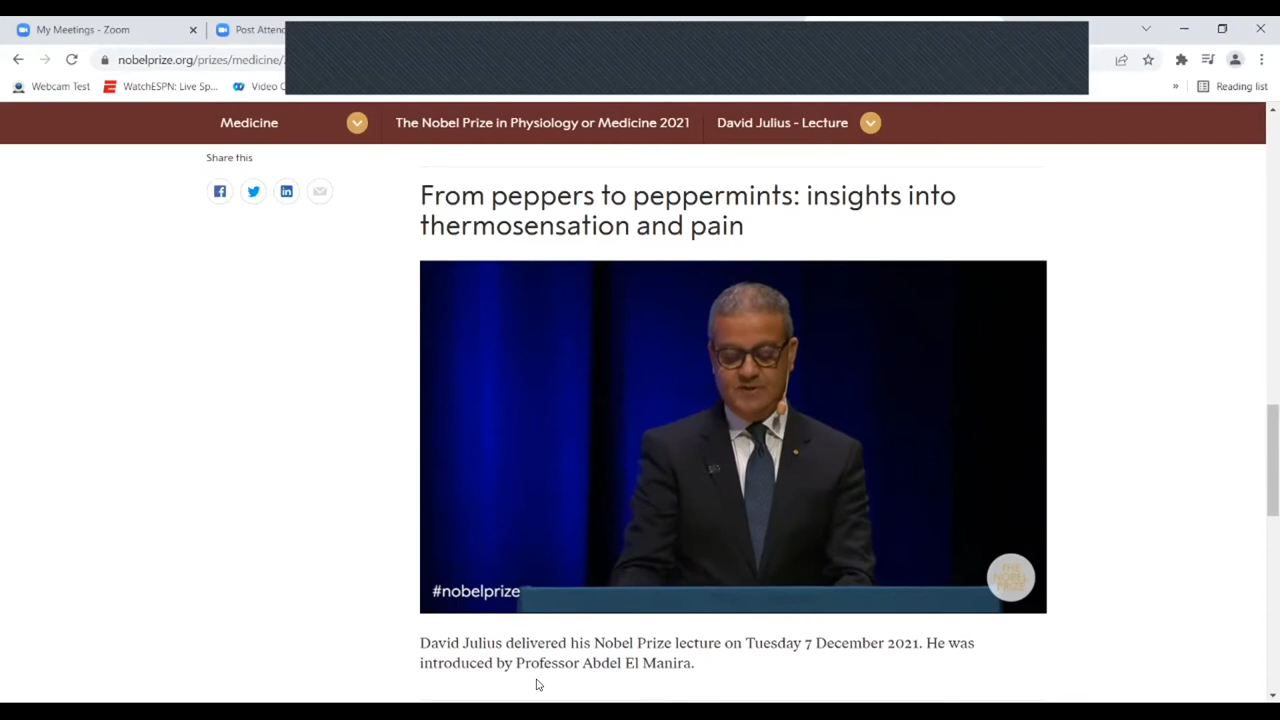 My Meetings - Zoom
Post Attend
nobelprize.org/prizes/medicine/
Webcam Test
WatchESPN: Live Sp...
Video C
»
Reading list
Medicine
The Nobel Prize in Physiology or Medicine 2021
David Julius - Lecture
Share this
From peppers to peppermints: insights into
thermosensation and pain
#nobelprize
THE
NOBEL
PRIZE
David Julius delivered his Nobel Prize lecture on Tuesday 7 December 2021. He was
introduced by Professor Abdel El Manira.